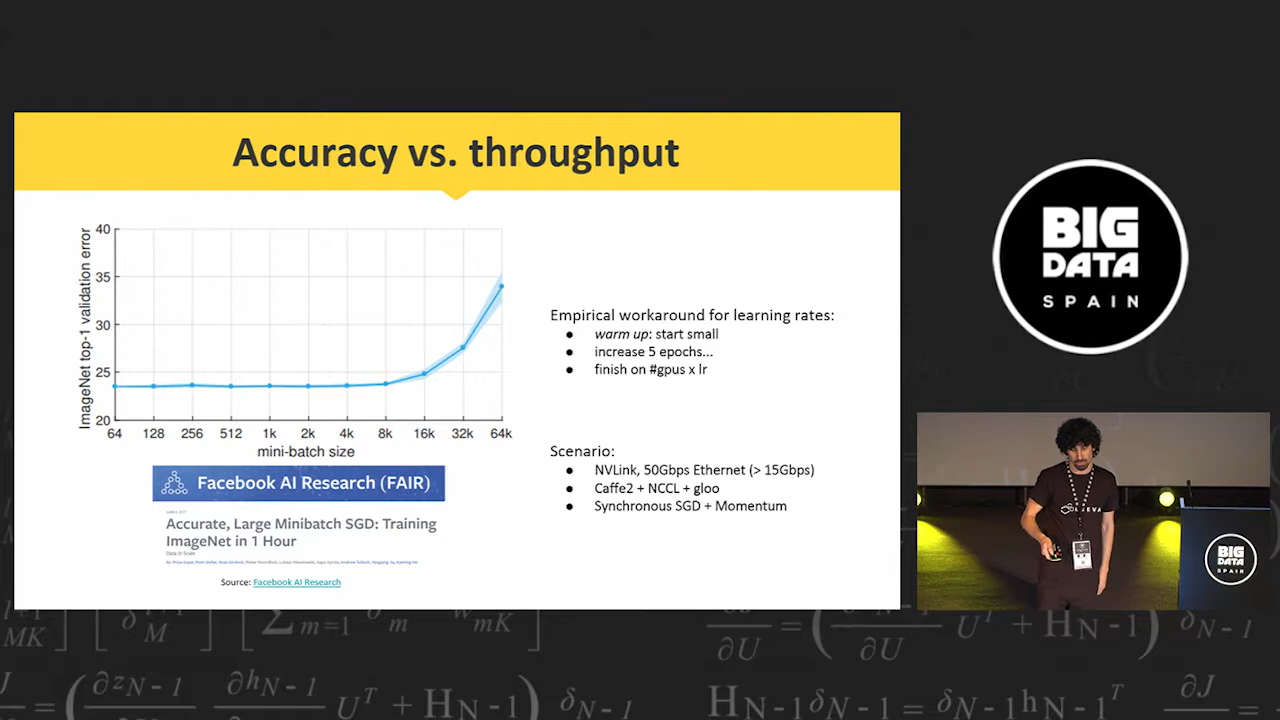 Accuracy vs. throughput
ImageNet top-1 validation error
40
35
30
25
20
64 128 256 512 1k 2k 4k 8k 16k 32k 64k
mini-batch size
Facebook AI Research (FAIR)
Accurate, Large Minibatch SGD: Training
ImageNet in 1 Hour
Data @ Scale
Source: Facebook AI Research
Empirical workaround for learning rates:
● warm up: start small
● increase 5 epochs...
● finish on #gpus x lr
Scenario:
● NVLink, 50Gbps Ethernet (> 15Gbps)
● Caffe2 + NCCL + gloo
● Synchronous SGD + Momentum
BIG
DATA
SPAIN
BIG
DATA
SPAIN